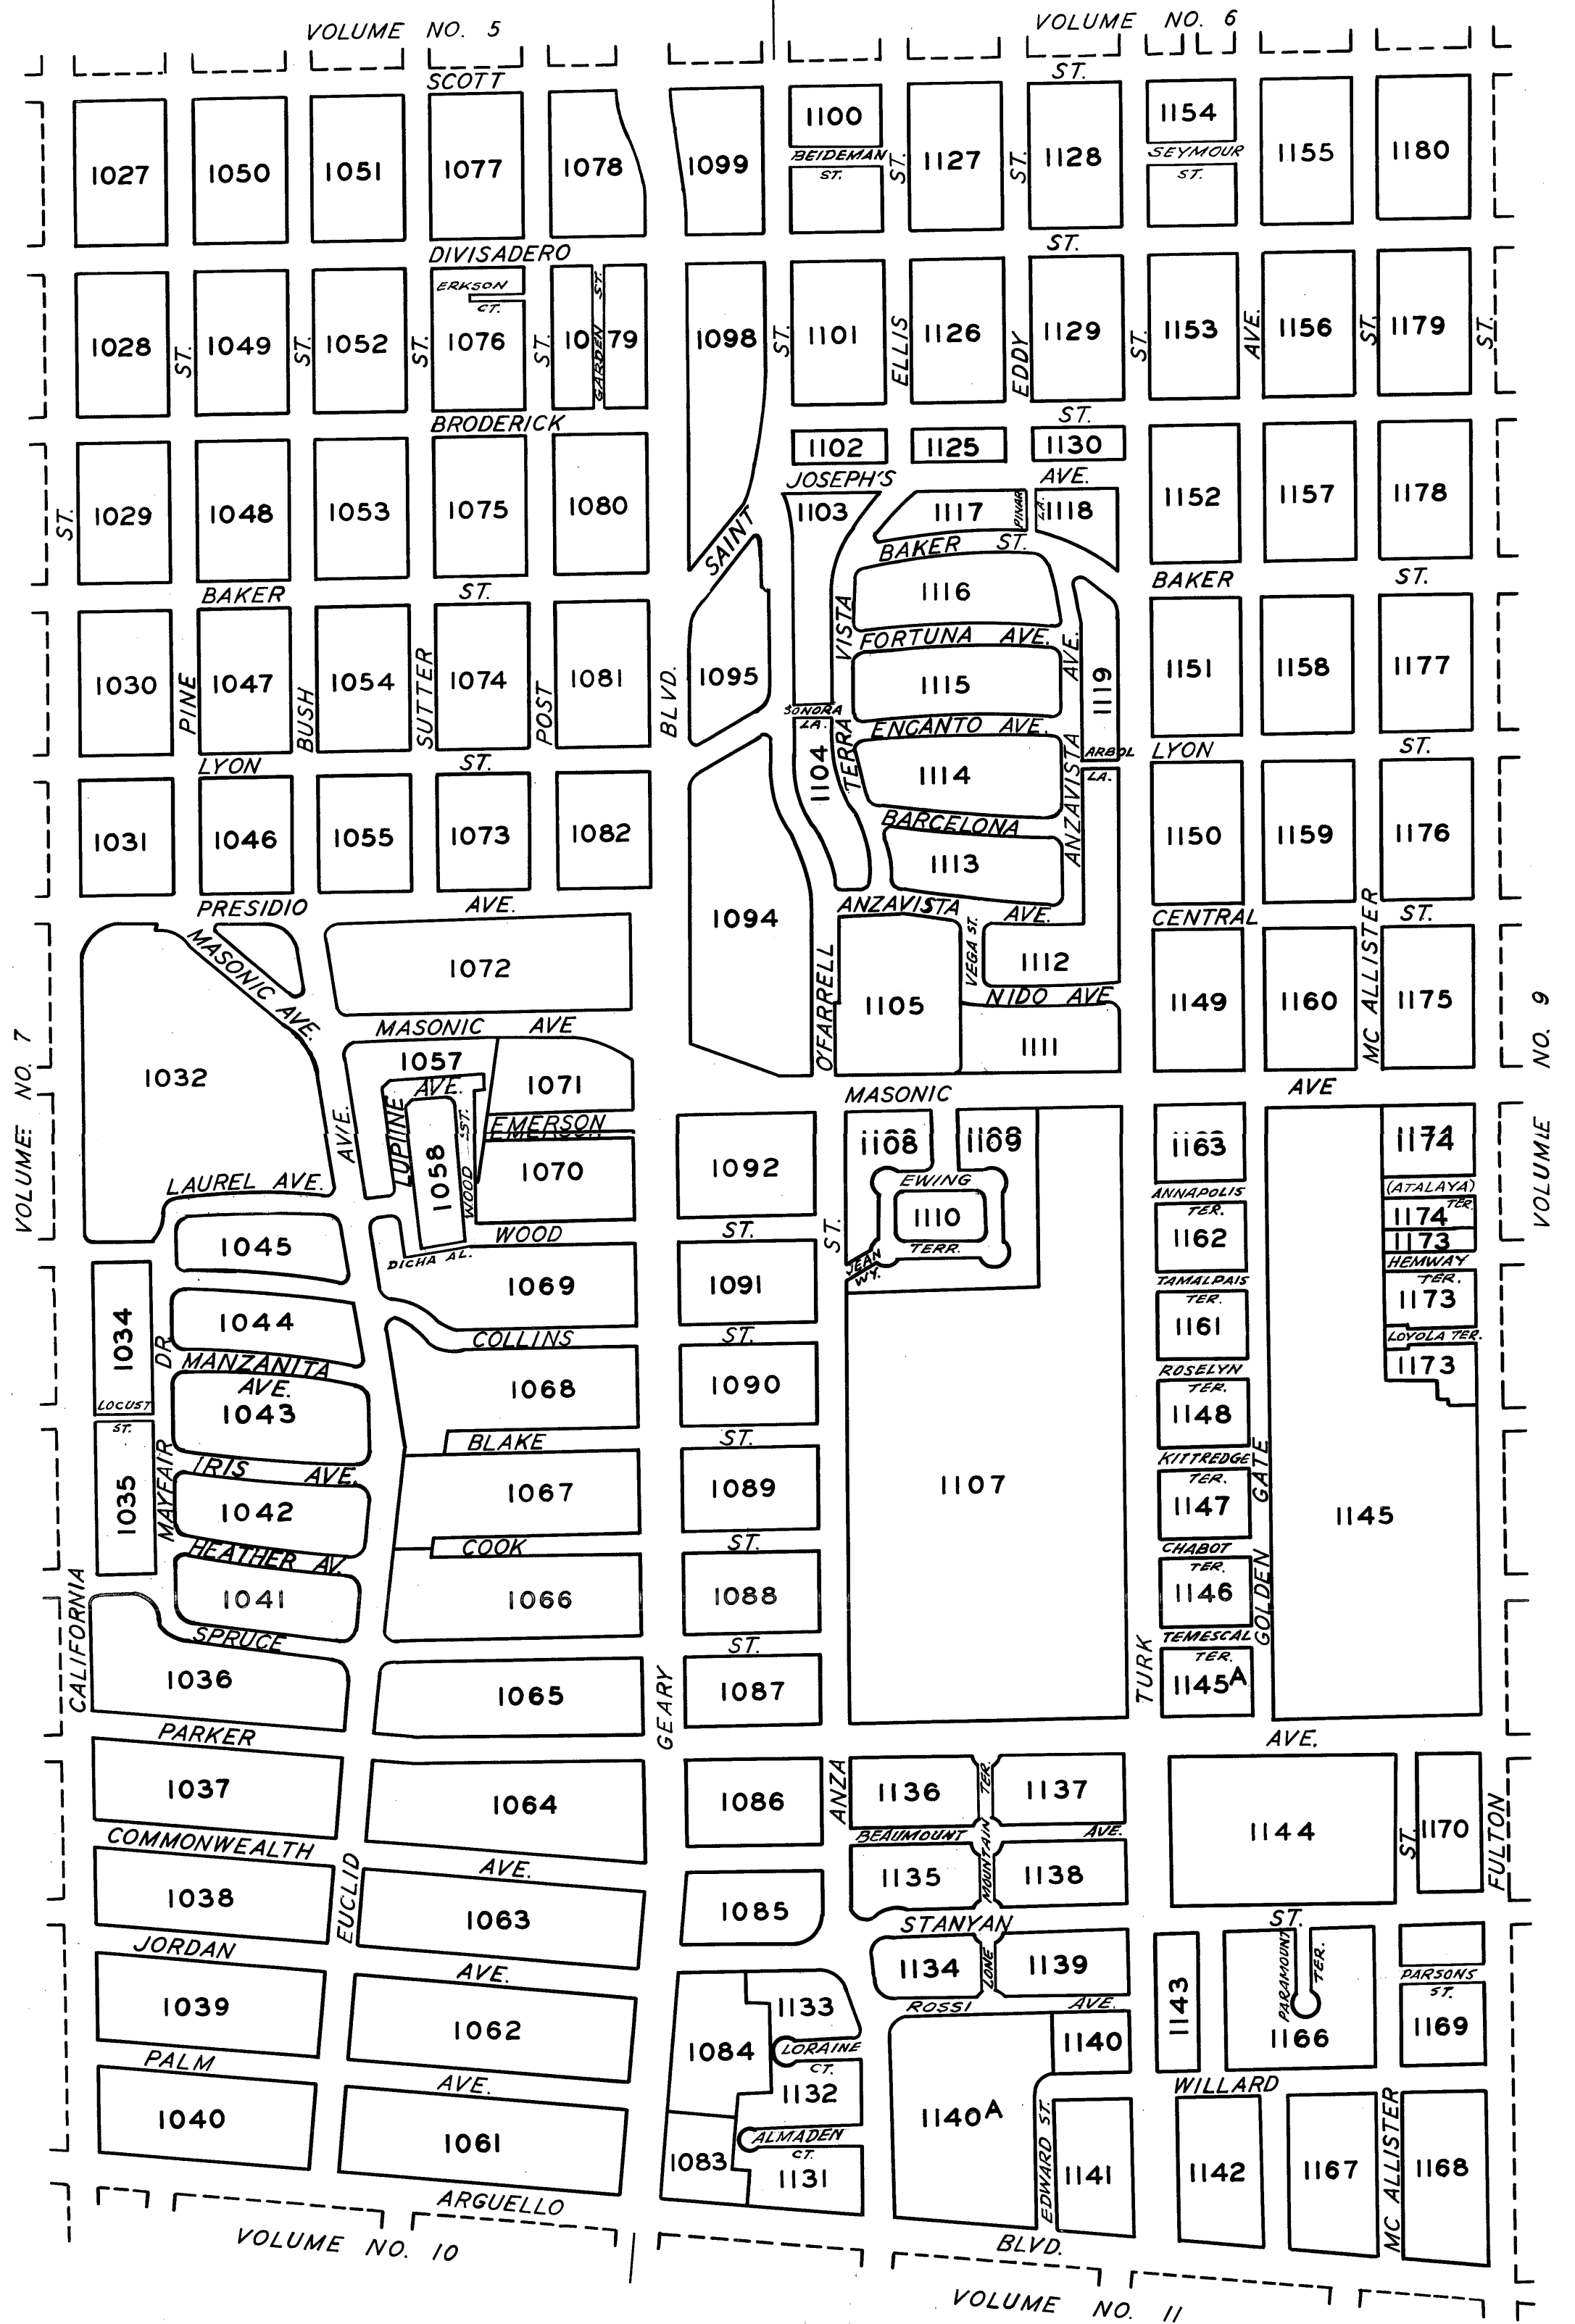 VOLUME NO. 5
VOLUME NO. 6
SCOTT ST.
1027 1050 1051 1077 1078 1099 1100 1127 1128 1154 1155 1180
BEIDEMAN ST.
ST.
ST.
SEYMOUR ST.
DIVISADERO ST.
ERKSON CT.
1028 1049 1052 1076 1079 1098 1101 1126 1129 1153 1156 1179
ST.
ST.
ST.
ST.
GARDEN ST.
ST.
ELLIS
EDDY
ST.
AVE.
ST.
ST.
BRODERICK ST.
1102 1125 1130
JOSEPH'S AVE.
SAINT
ST.
1029 1048 1053 1075 1080 1103 1117 1118 1152 1157 1178
PINAR LA.
BAKER ST.
BAKER ST.
BAKER ST.
1116
FORTUNA AVE.
1030 1047 1054 1074 1081 1095 1115 1119 1151 1158 1177
PINE
BUSH
SUTTER
POST
BLVD.
VISTA
TERRA
AVE.
ANZAVISTA
SONORA LA.
ENCANTO AVE.
ARBOL LA.
LYON ST.
LYON ST.
1104 1114
BARCELONA
1031 1046 1055 1073 1082 1113 1150 1159 1176
PRESIDIO AVE.
ANZAVISTA AVE.
CENTRAL ST.
MASONIC AVE.
1072 1094 1112
VEGA ST.
NIDO AVE
O'FARRELL
MC ALLISTER
1105 1111 1149 1160 1175
VOLUME NO. 7
VOLUME NO. 9
MASONIC AVE
MASONIC AVE
1032 1057 1071
AVE.
LUPINE AVE.
1058
WOOD ST.
EMERSON
1070 1092 1108 1109 1163 1174
EWING TERR.
1110
JEAN WY.
ST.
ANNAPOLIS TER.
(ATALAYA) TER.
1174
1173
HEMWAY TER.
1173
LOYOLA TER.
1173
LAUREL AVE.
WOOD ST.
DICHA AL.
1045 1069 1091 1162
TAMALPAIS TER.
1034 1044 1161
COLLINS ST.
DR.
MANZANITA AVE.
1043 1068 1090
ROSELYN TER.
1148
LOCUST ST.
BLAKE ST.
IRIS AVE.
KITTREDGE TER.
1035
MAYFAIR
1042 1067 1089 1107 1147 1145
GOLDEN GATE
HEATHER AV.
COOK ST.
CHABOT TER.
1041 1066 1088 1146
CALIFORNIA
SPRUCE ST.
TEMESCAL TER.
1036 1065 1087 1145A
GEARY
TURK
PARKER AVE.
1037 1064 1086 1136 1137 1144 1170
ANZA
LONE MOUNTAIN TER.
ST.
FULTON
COMMONWEALTH AVE.
BEAUMOUNT AVE.
EUCLID
1038 1063 1085 1135 1138
STANYAN ST.
JORDAN AVE.
1134 1139 1143
PARAMOUNT TER.
PARSONS ST.
ROSSI AVE.
1039 1062 1084 1133 1140 1166 1169
LORAINE CT.
PALM AVE.
WILLARD
1132
1040 1061 1083 1140A
ALMADEN CT.
1131
EDWARD ST.
1141 1142 1167 1168
MC ALLISTER
ARGUELLO BLVD.
VOLUME NO. 10
VOLUME NO. 11